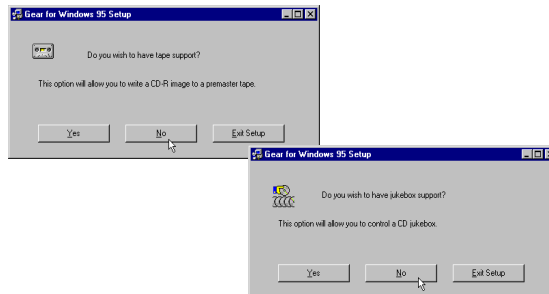 Gear for Windows 95 Setup
Do you wish to have tape support?
This option will allow you to write a CD-R image to a premaster tape.
Yes No Exit Setup
Gear for Windows 95 Setup
Do you wish to have jukebox support?
This option will allow you to control a CD jukebox.
Yes No Exit Setup